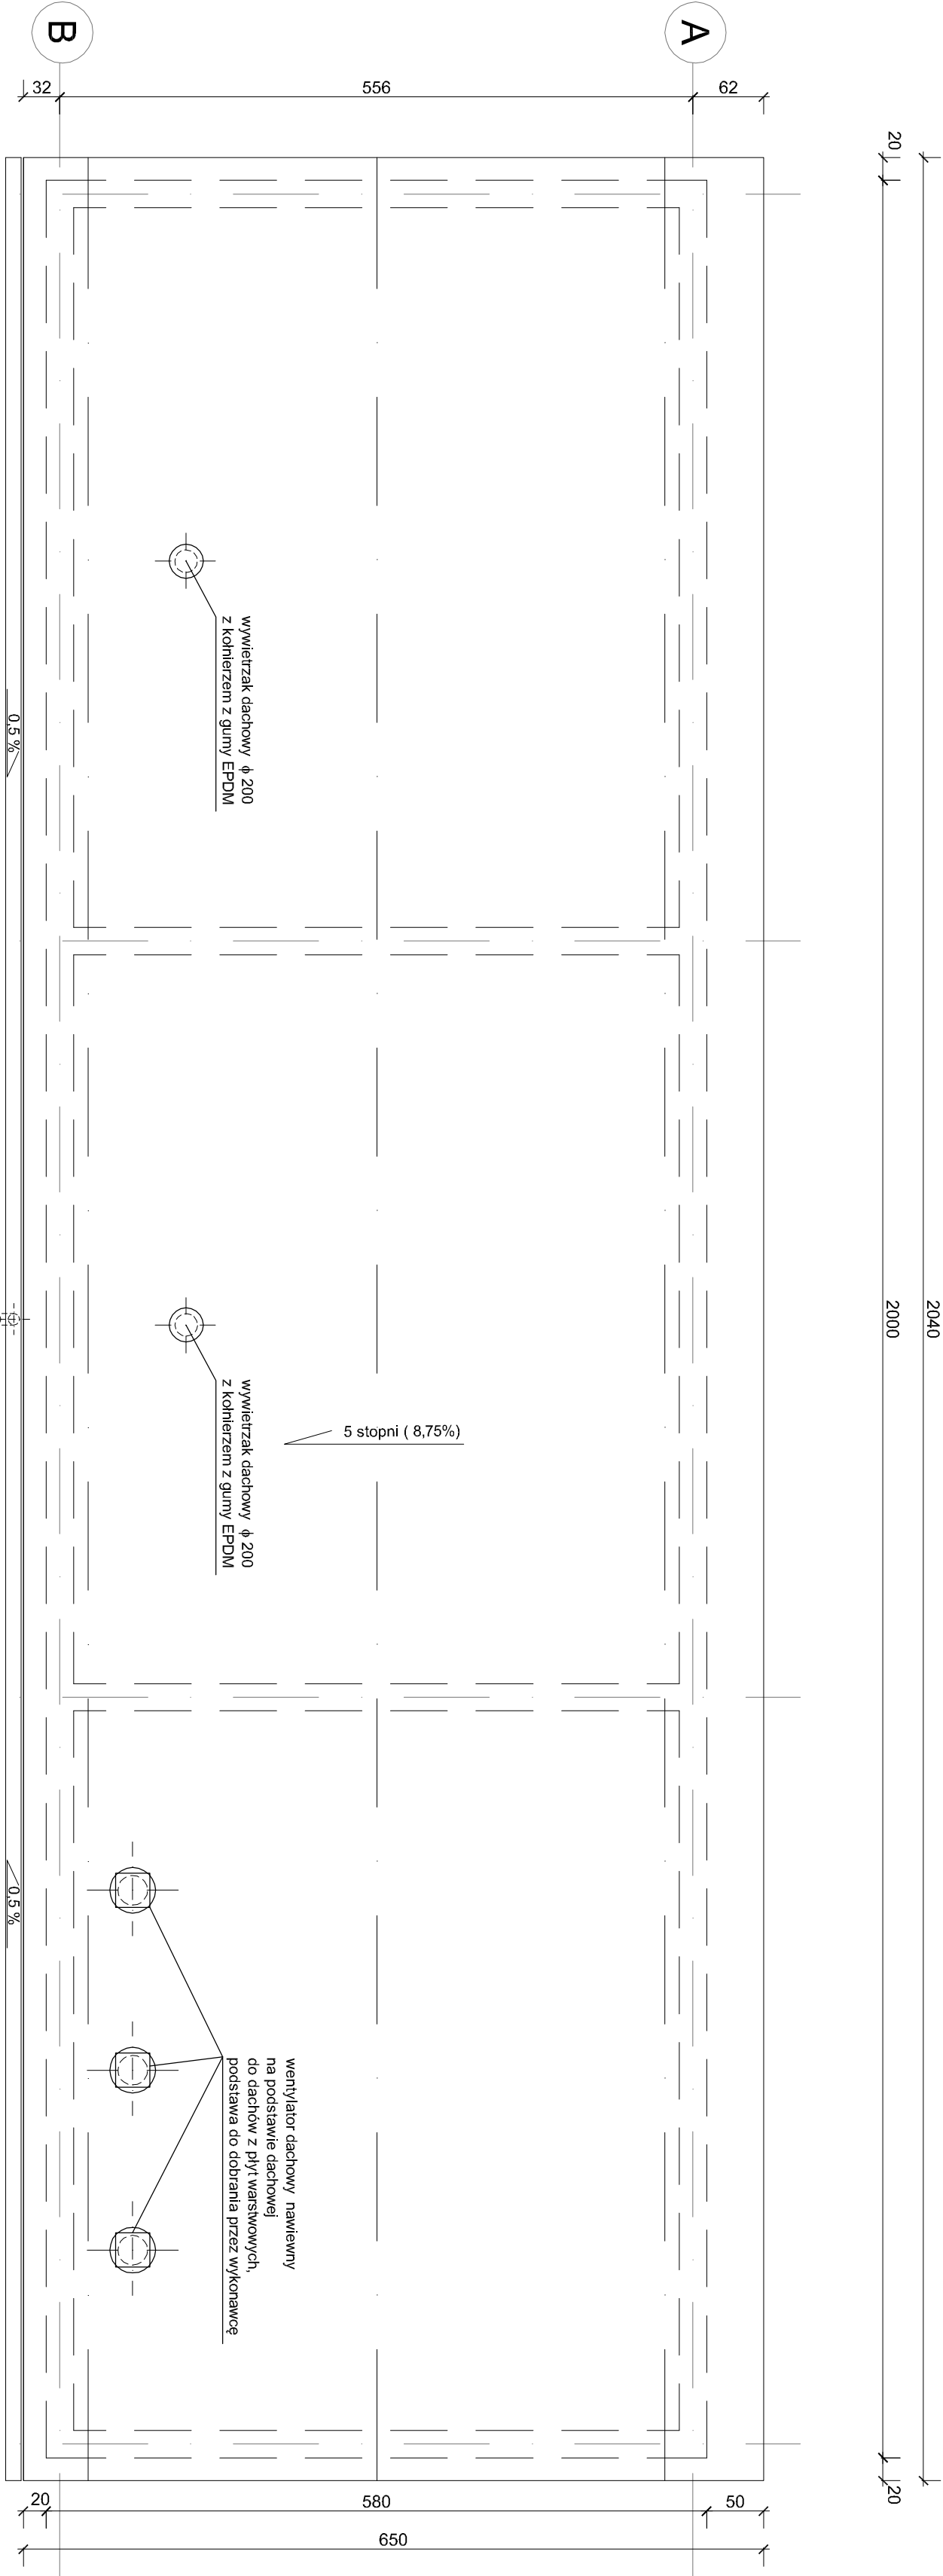 B
A
32
556
62
20
2040
2000
20
wywietrzak dachowy ϕ 200
z kołnierzem z gumy EPDM
0,5 %
wywietrzak dachowy ϕ 200
z kołnierzem z gumy EPDM
5 stopni ( 8,75%)
0,5 %
wentylator dachowy nawiewny
na podstawie dachowej
do dachów z płyt warstwowych,
podstawa do dobrania przez wykonawcę
20
580
50
650